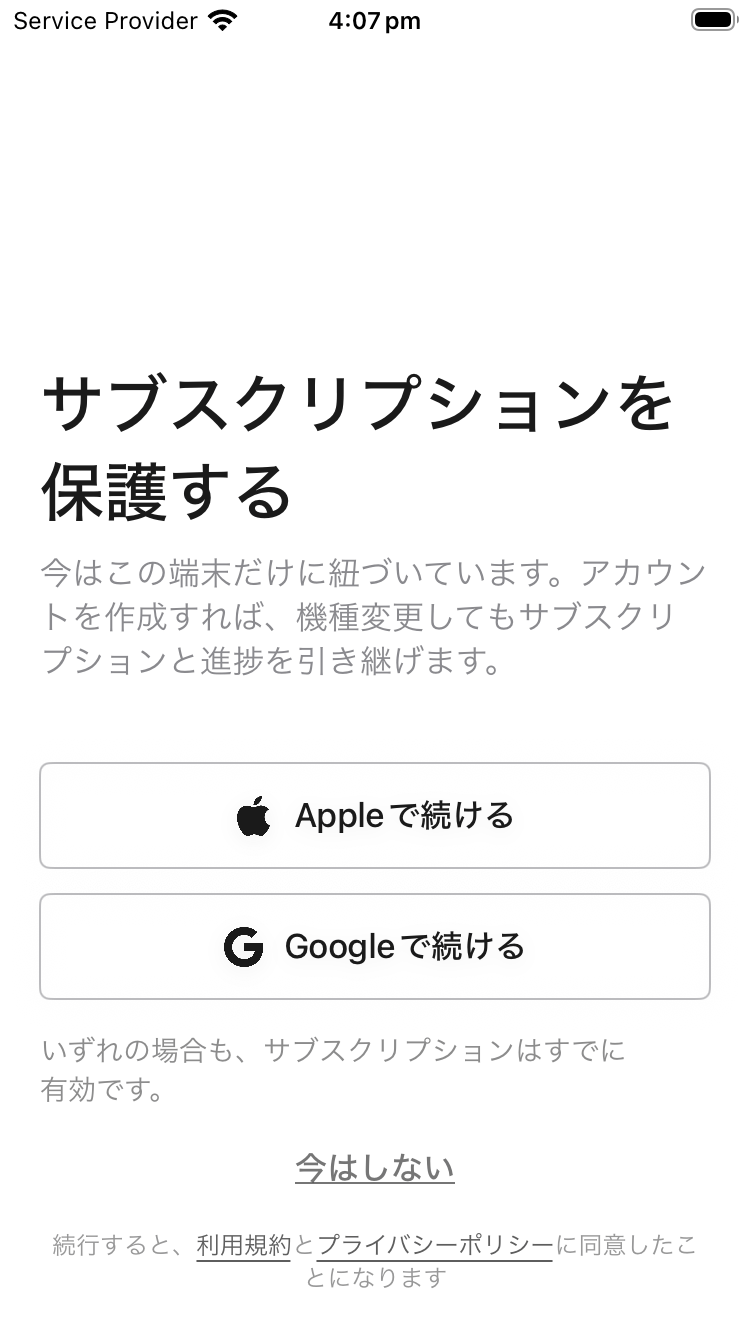 Service Provider 4:07 pm
サブスクリプションを
保護する
今はこの端末だけに紐づいています。アカウン
トを作成すれば、機種変更してもサブスクリ
プションと進捗を引き継げます。
Appleで続ける
Googleで続ける
いずれの場合も、サブスクリプションはすでに
有効です。
今はしない
続行すると、利用規約とプライバシーポリシーに同意したこ
とになります